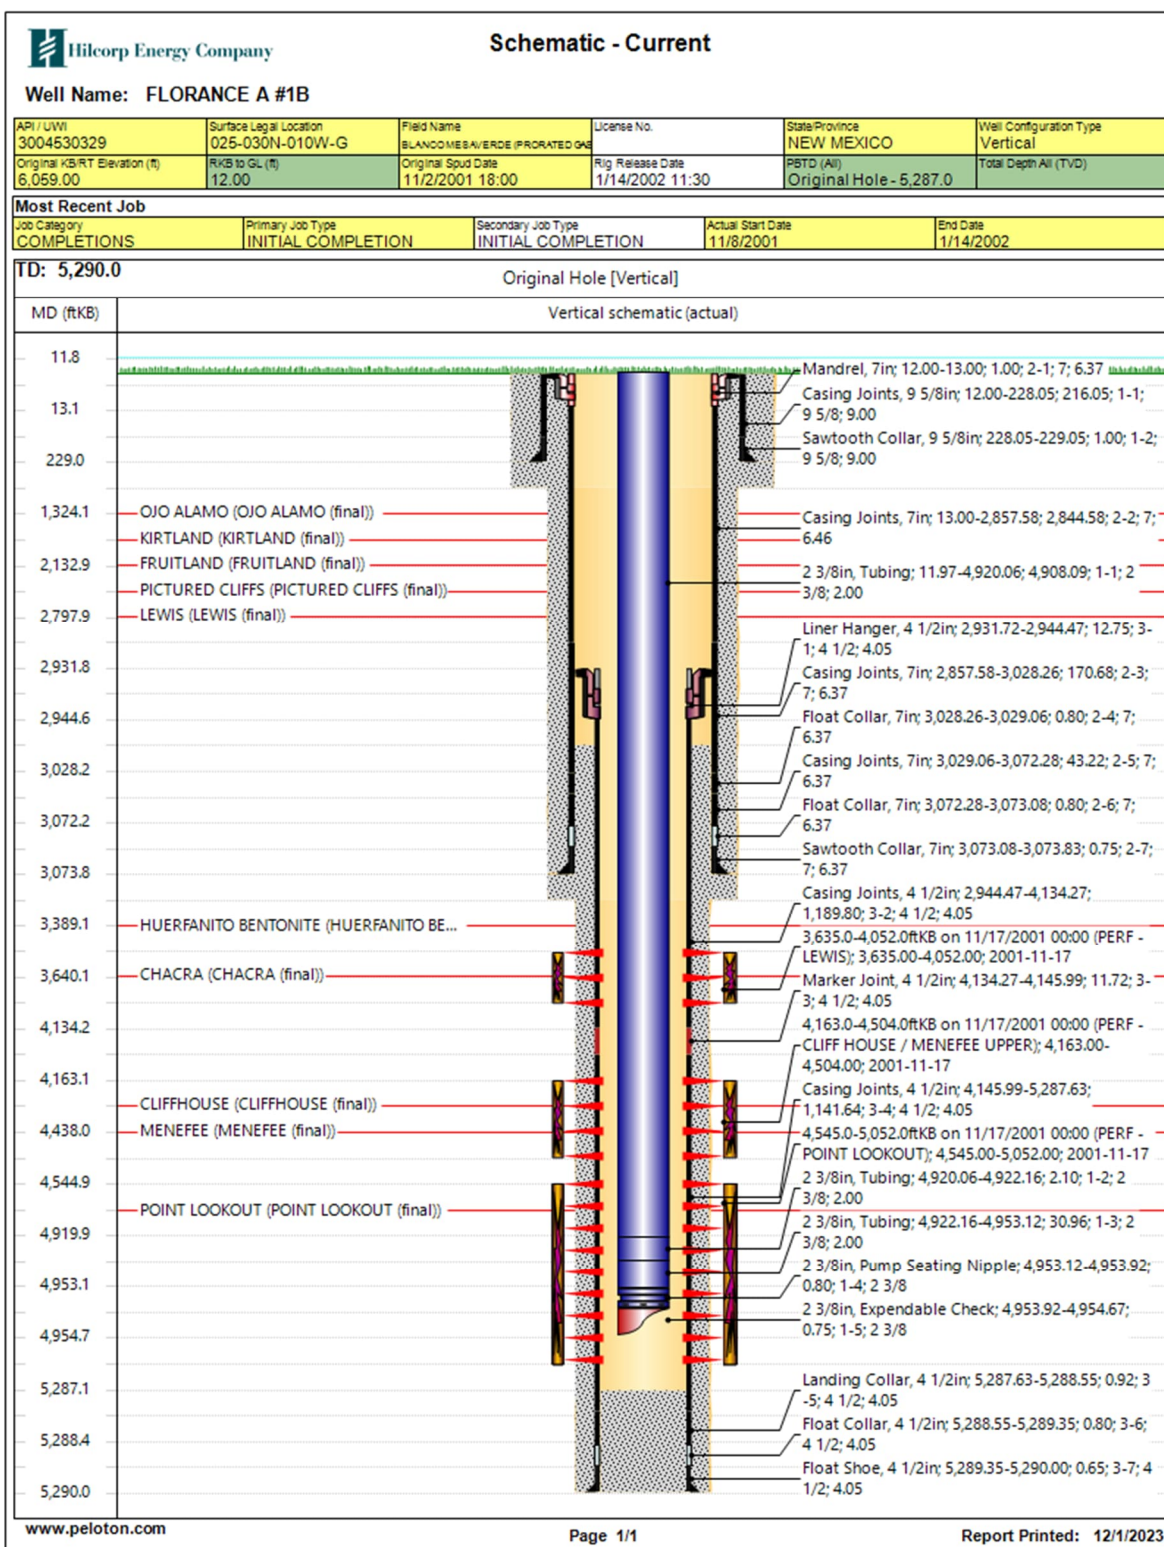 Hilcorp Energy Company
Schematic - Current
Well Name: FLORANCE A #1B
API / UWI
3004530329
Surface Legal Location
025-030N-010W-G
Field Name
BLANCO MESAVERDE (PRORATED GAS
License No.
State/Province
NEW MEXICO
Well Configuration Type
Vertical
Original KB/RT Elevation (ft)
6,059.00
RKB to GL (ft)
12.00
Original Spud Date
11/2/2001 18:00
Rig Release Date
1/14/2002 11:30
PBTD (All)
Original Hole - 5,287.0
Total Depth All (TVD)
Most Recent Job
Job Category
COMPLETIONS
Primary Job Type
INITIAL COMPLETION
Secondary Job Type
INITIAL COMPLETION
Actual Start Date
11/8/2001
End Date
1/14/2002
TD: 5,290.0
Original Hole [Vertical]
MD (ftKB)
Vertical schematic (actual)
11.8
13.1
229.0
1,324.1
2,132.9
2,797.9
2,931.8
2,944.6
3,028.2
3,072.2
3,073.8
3,389.1
3,640.1
4,134.2
4,163.1
4,438.0
4,544.9
4,919.9
4,953.1
4,954.7
5,287.1
5,288.4
5,290.0
OJO ALAMO (OJO ALAMO (final))
KIRTLAND (KIRTLAND (final))
FRUITLAND (FRUITLAND (final))
PICTURED CLIFFS (PICTURED CLIFFS (final))
LEWIS (LEWIS (final))
HUERFANITO BENTONITE (HUERFANITO BE...
CHACRA (CHACRA (final))
CLIFFHOUSE (CLIFFHOUSE (final))
MENEFEE (MENEFEE (final))
POINT LOOKOUT (POINT LOOKOUT (final))
Mandrel, 7in; 12.00-13.00; 1.00; 2-1; 7; 6.37
Casing Joints, 9 5/8in; 12.00-228.05; 216.05; 1-1;
9 5/8; 9.00
Sawtooth Collar, 9 5/8in; 228.05-229.05; 1.00; 1-2;
9 5/8; 9.00
Casing Joints, 7in; 13.00-2,857.58; 2,844.58; 2-2; 7;
6.46
2 3/8in, Tubing; 11.97-4,920.06; 4,908.09; 1-1; 2
3/8; 2.00
Liner Hanger, 4 1/2in; 2,931.72-2,944.47; 12.75; 3-
1; 4 1/2; 4.05
Casing Joints, 7in; 2,857.58-3,028.26; 170.68; 2-3;
7; 6.37
Float Collar, 7in; 3,028.26-3,029.06; 0.80; 2-4; 7;
6.37
Casing Joints, 7in; 3,029.06-3,072.28; 43.22; 2-5; 7;
6.37
Float Collar, 7in; 3,072.28-3,073.08; 0.80; 2-6; 7;
6.37
Sawtooth Collar, 7in; 3,073.08-3,073.83; 0.75; 2-7;
7; 6.37
Casing Joints, 4 1/2in; 2,944.47-4,134.27;
1,189.80; 3-2; 4 1/2; 4.05
3,635.0-4,052.0ftKB on 11/17/2001 00:00 (PERF -
LEWIS); 3,635.00-4,052.00; 2001-11-17
Marker Joint, 4 1/2in; 4,134.27-4,145.99; 11.72; 3-
3; 4 1/2; 4.05
4,163.0-4,504.0ftKB on 11/17/2001 00:00 (PERF -
CLIFF HOUSE / MENEFEE UPPER); 4,163.00-
4,504.00; 2001-11-17
Casing Joints, 4 1/2in; 4,145.99-5,287.63;
1,141.64; 3-4; 4 1/2; 4.05
4,545.0-5,052.0ftKB on 11/17/2001 00:00 (PERF -
POINT LOOKOUT); 4,545.00-5,052.00; 2001-11-17
2 3/8in, Tubing; 4,920.06-4,922.16; 2.10; 1-2; 2
3/8; 2.00
2 3/8in, Tubing; 4,922.16-4,953.12; 30.96; 1-3; 2
3/8; 2.00
2 3/8in, Pump Seating Nipple; 4,953.12-4,953.92;
0.80; 1-4; 2 3/8
2 3/8in, Expendable Check; 4,953.92-4,954.67;
0.75; 1-5; 2 3/8
Landing Collar, 4 1/2in; 5,287.63-5,288.55; 0.92; 3
-5; 4 1/2; 4.05
Float Collar, 4 1/2in; 5,288.55-5,289.35; 0.80; 3-6;
4 1/2; 4.05
Float Shoe, 4 1/2in; 5,289.35-5,290.00; 0.65; 3-7; 4
1/2; 4.05
www.peloton.com
Page 1/1
Report Printed: 12/1/2023